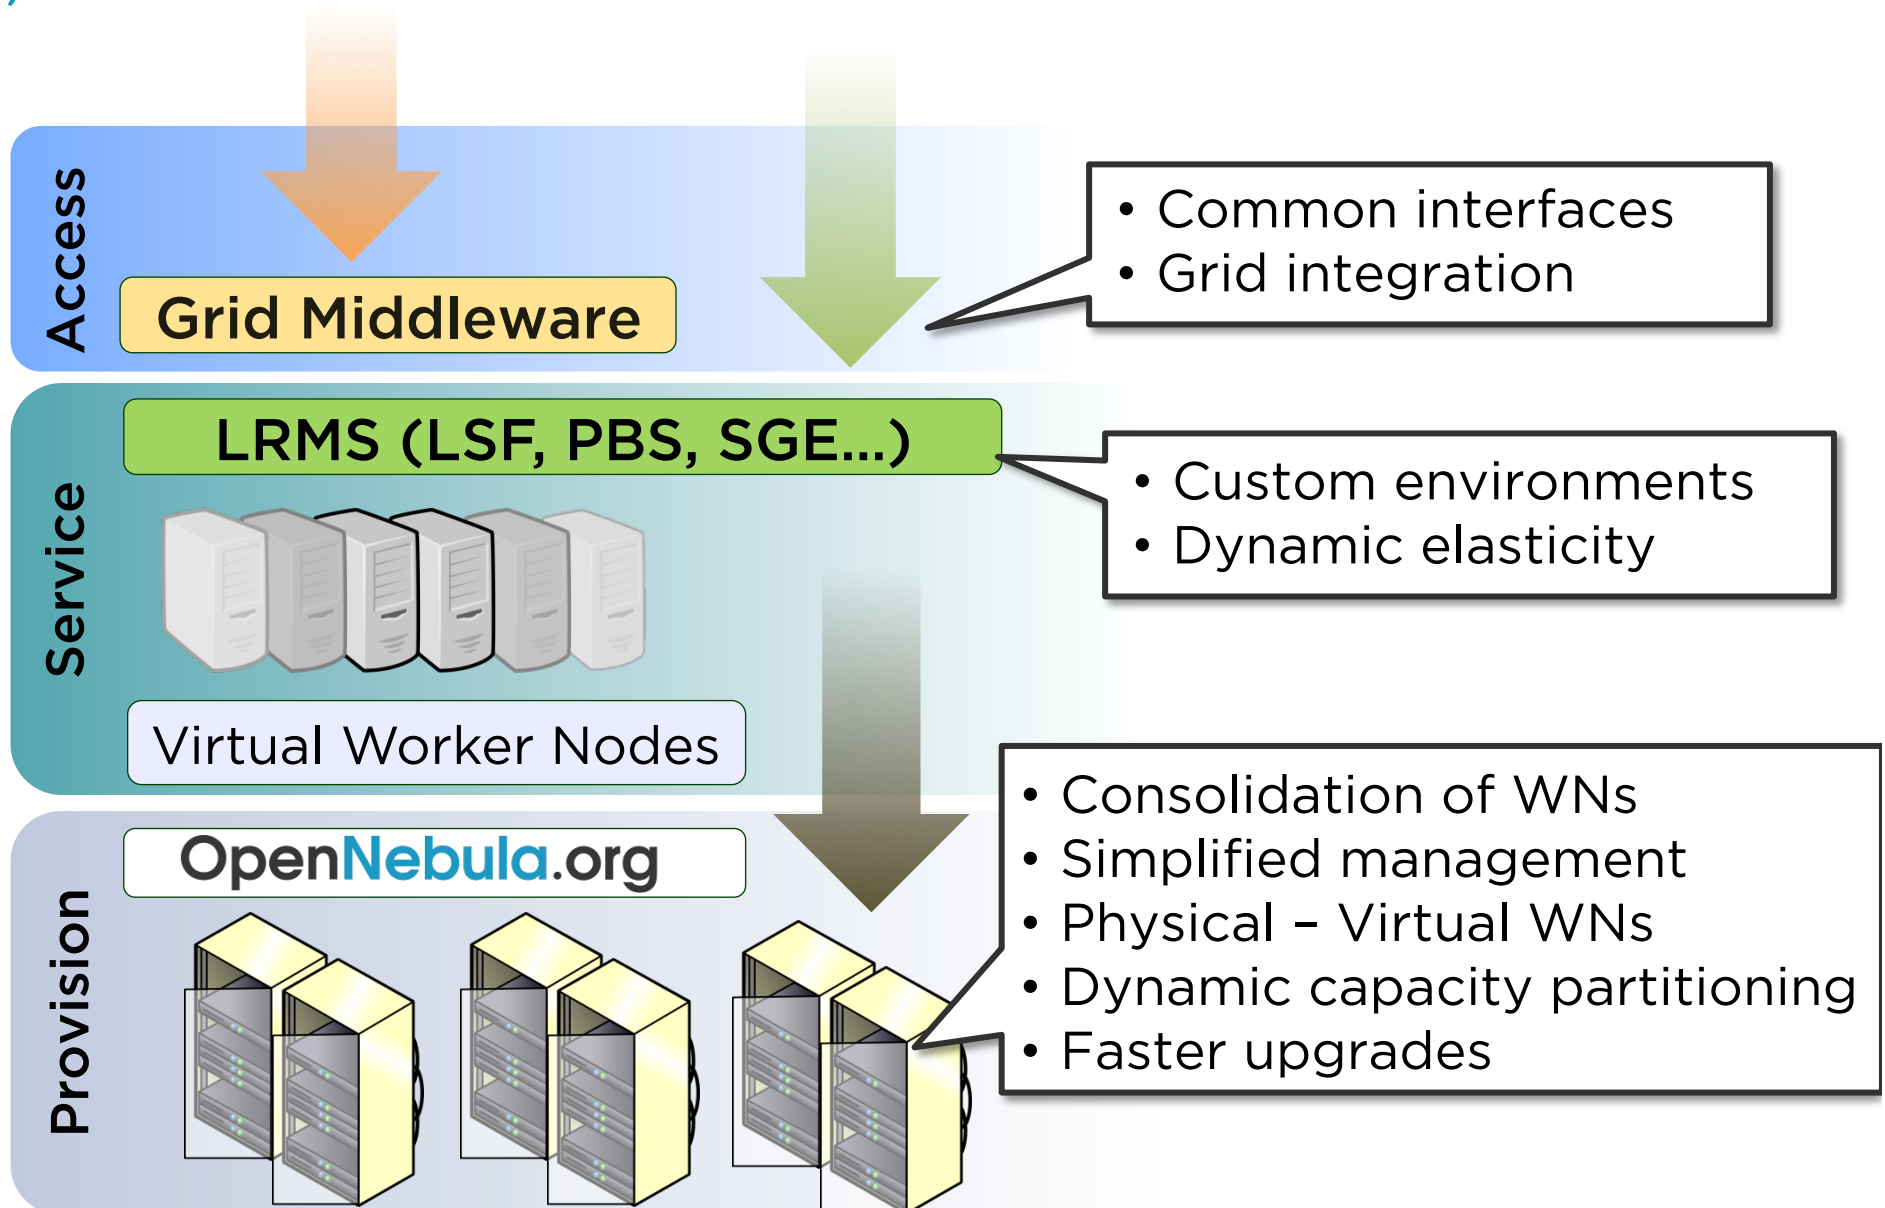 Access
Grid Middleware
• Common interfaces
• Grid integration
Service
LRMS (LSF, PBS, SGE...)
• Custom environments
• Dynamic elasticity
Virtual Worker Nodes
Provision
OpenNebula.org
• Consolidation of WNs
• Simplified management
• Physical – Virtual WNs
• Dynamic capacity partitioning
• Faster upgrades